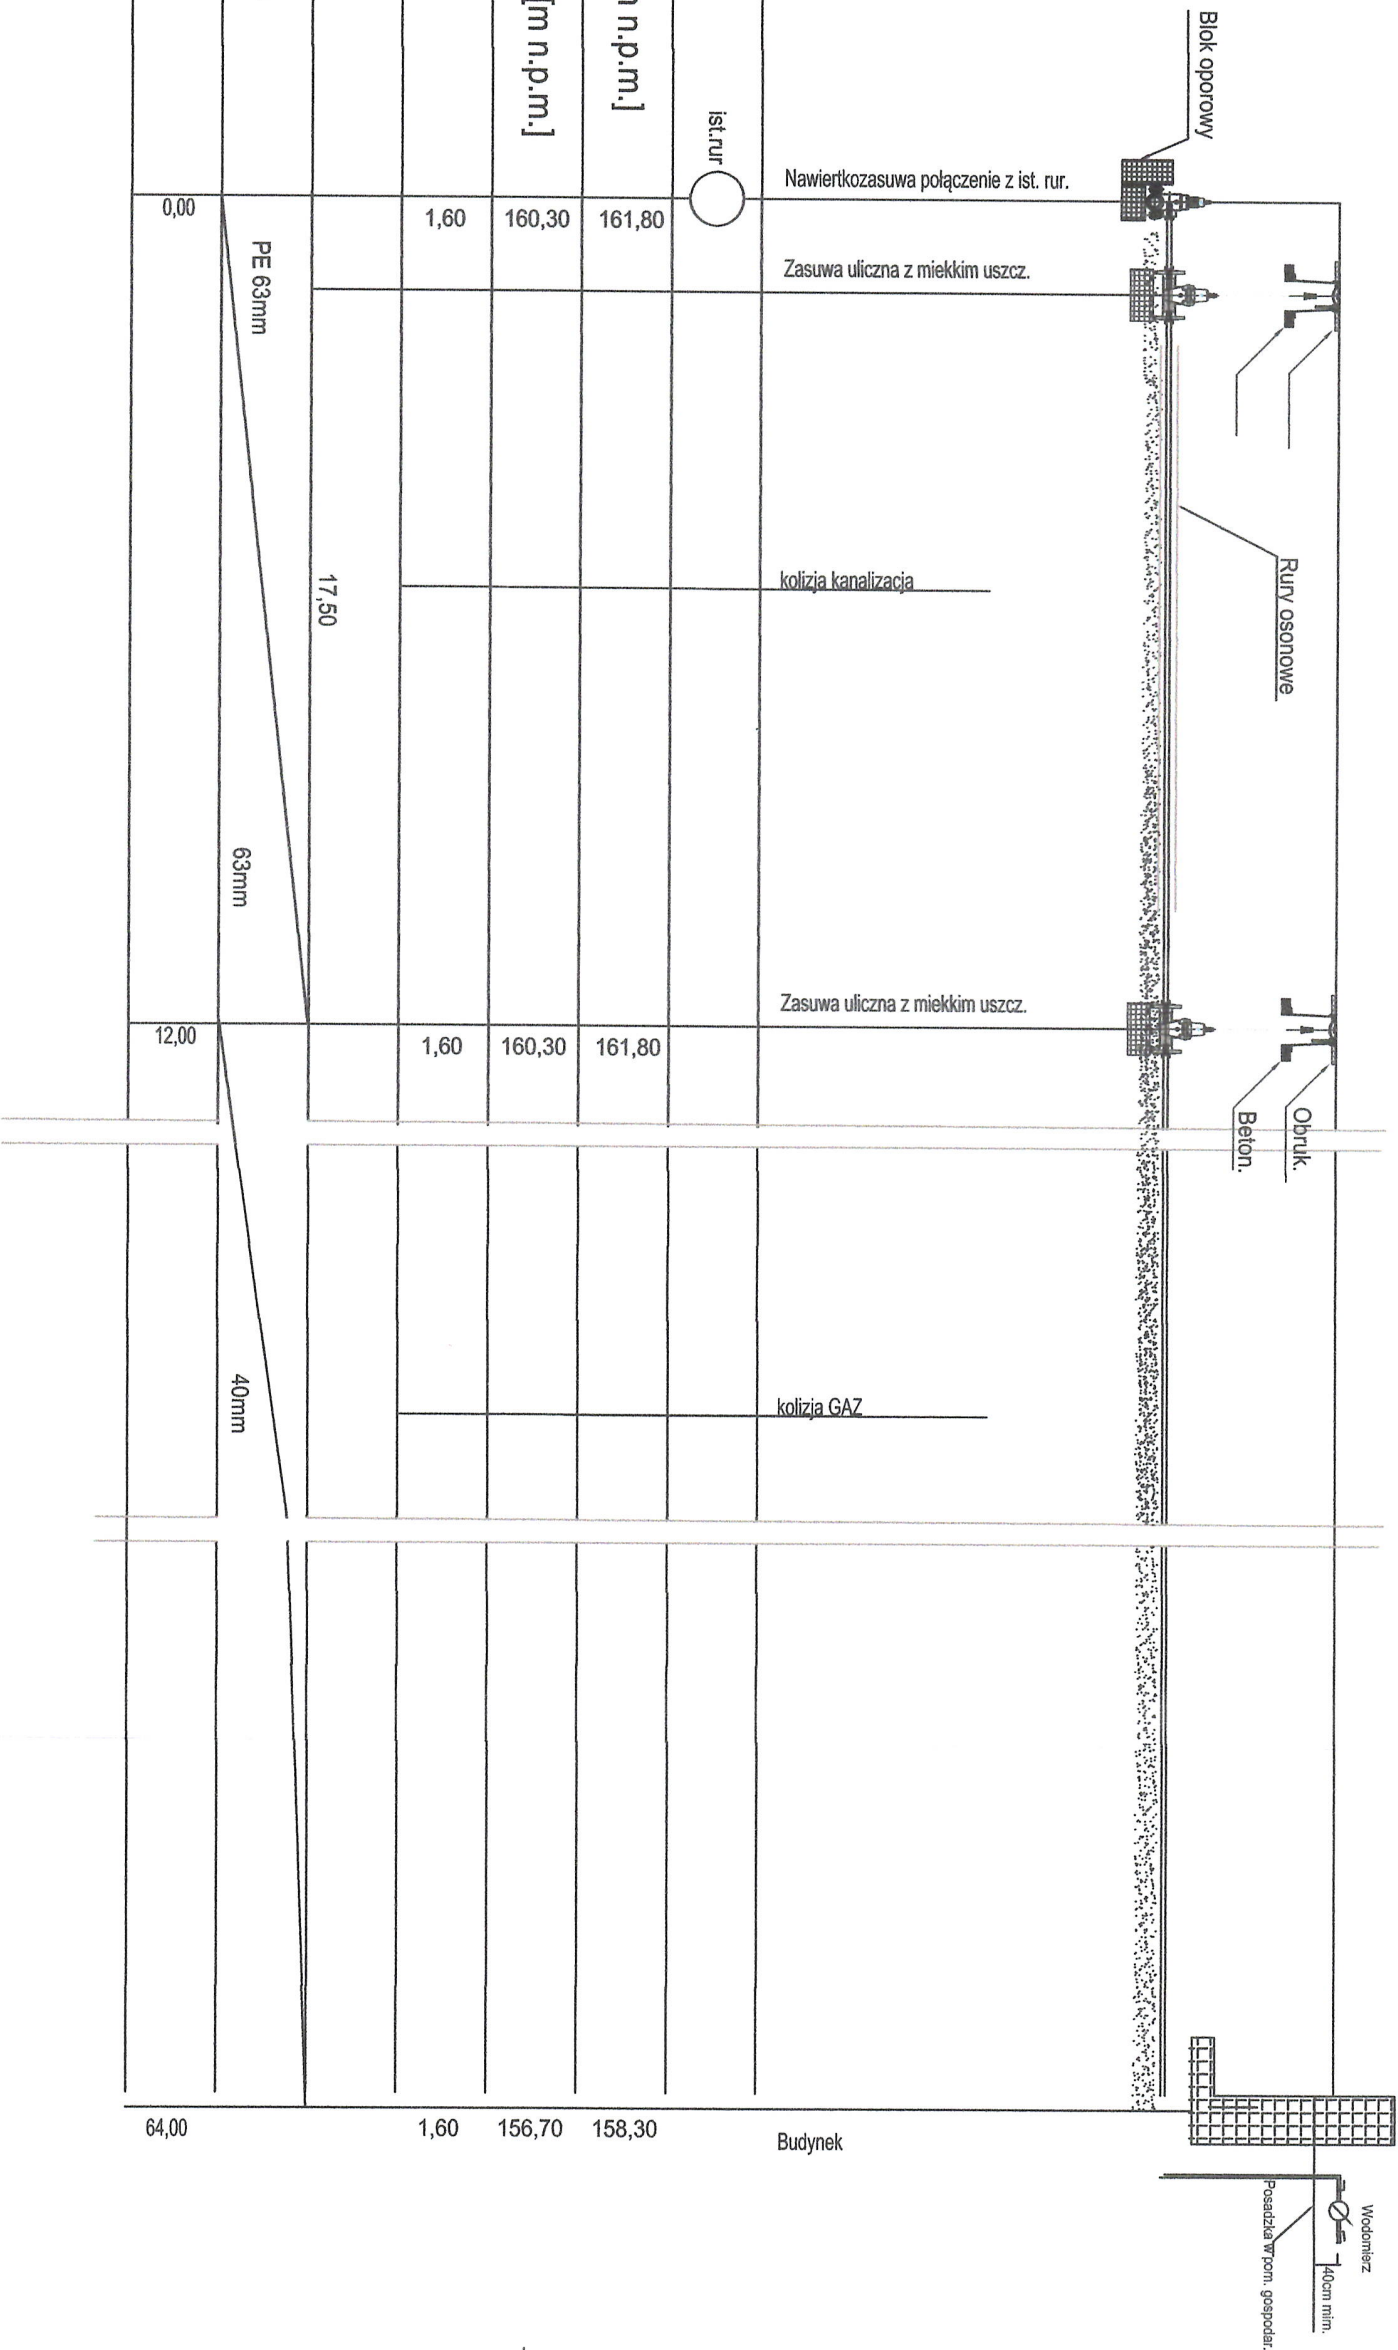 Blok oporowy
[m n.p.m.]
n.p.m.]
ist.rur
Nawiertkozasuwa połączenie z ist. rur.
0,00
1,60
160,30
161,80
PE 63mm
Zasuwa uliczna z miekkim uszcz.
17,50
kolizja kanalizacja
Rury osonowe
63mm
Zasuwa uliczna z miekkim uszcz.
12,00
1,60
160,30
161,80
Beton.
Obruk.
40mm
kolizja GAZ
64,00
1,60
156,70
158,30
Budynek
Wodomierz
40cm mim.
Posadzka w pom. gospodar.